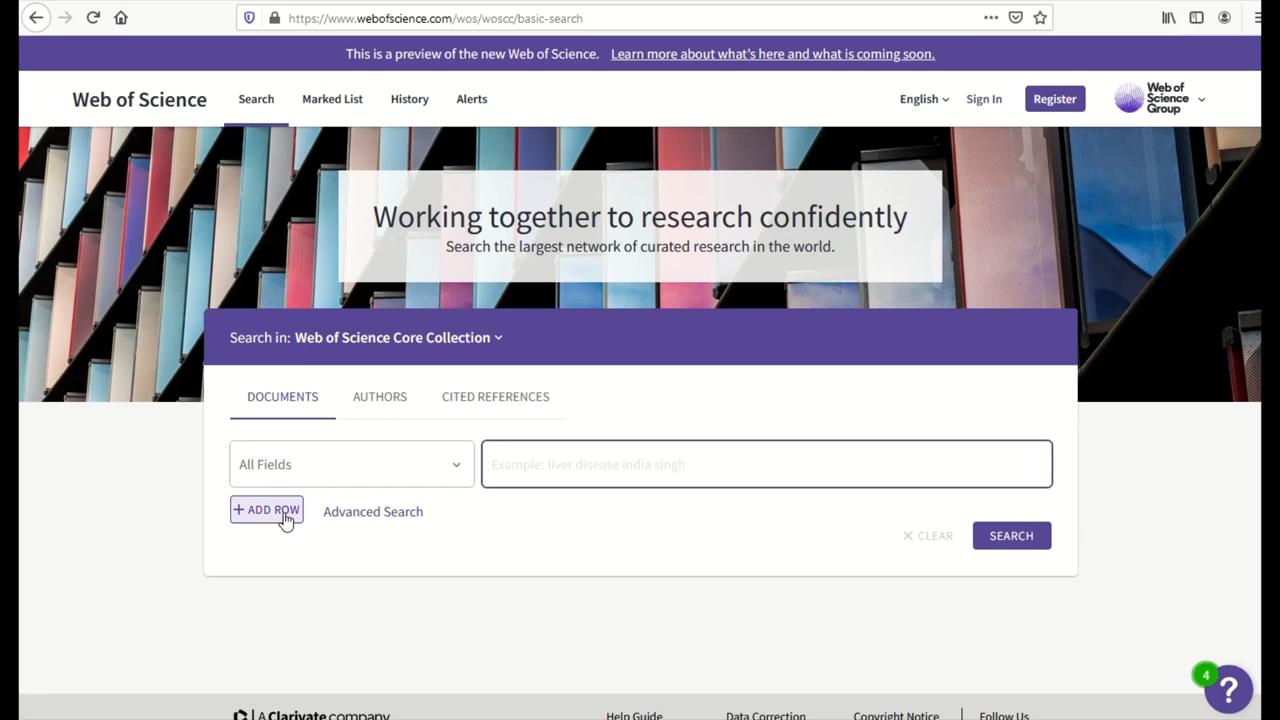 https://www.webofscience.com/wos/woscc/basic-search
This is a preview of the new Web of Science. Learn more about what's here and what is coming soon.
Web of Science Search Marked List History Alerts English Sign In Register Web of Science Group
Working together to research confidently
Search the largest network of curated research in the world.
Search in: Web of Science Core Collection
DOCUMENTS AUTHORS CITED REFERENCES
All Fields Example: liver disease india singh
+ ADD ROW Advanced Search
× CLEAR SEARCH
4
?
A Clarivate company Help Guide Data Correction Copyright Notice Follow Us